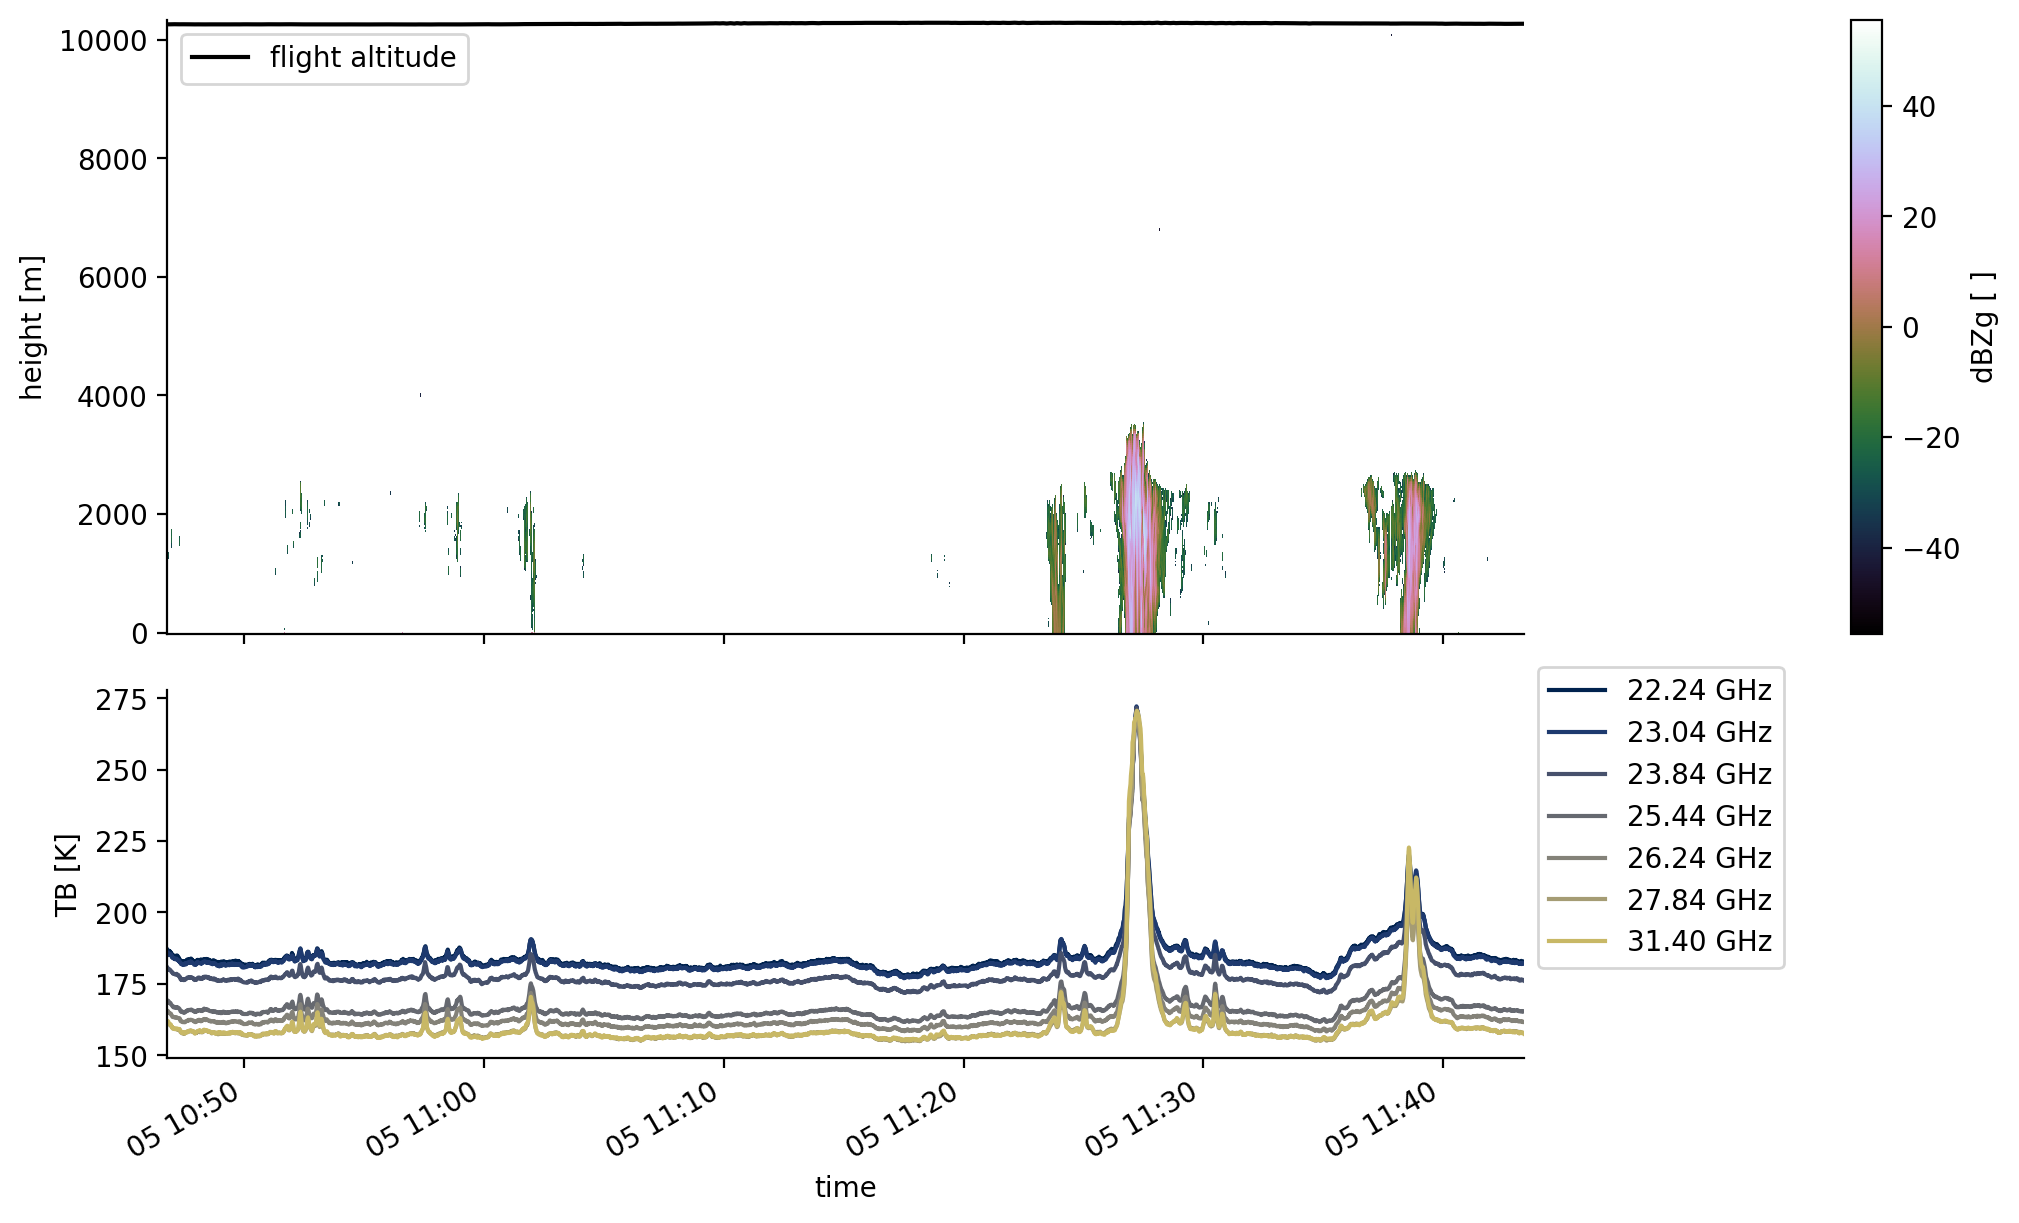 10000
8000
6000
4000
2000
0
height [m]
flight altitude
40
20
0
−20
−40
dBZg [ ]
275
250
225
200
175
150
TB [K]
22.24 GHz
23.04 GHz
23.84 GHz
25.44 GHz
26.24 GHz
27.84 GHz
31.40 GHz
05 10:50
05 11:00
05 11:10
05 11:20
05 11:30
05 11:40
time